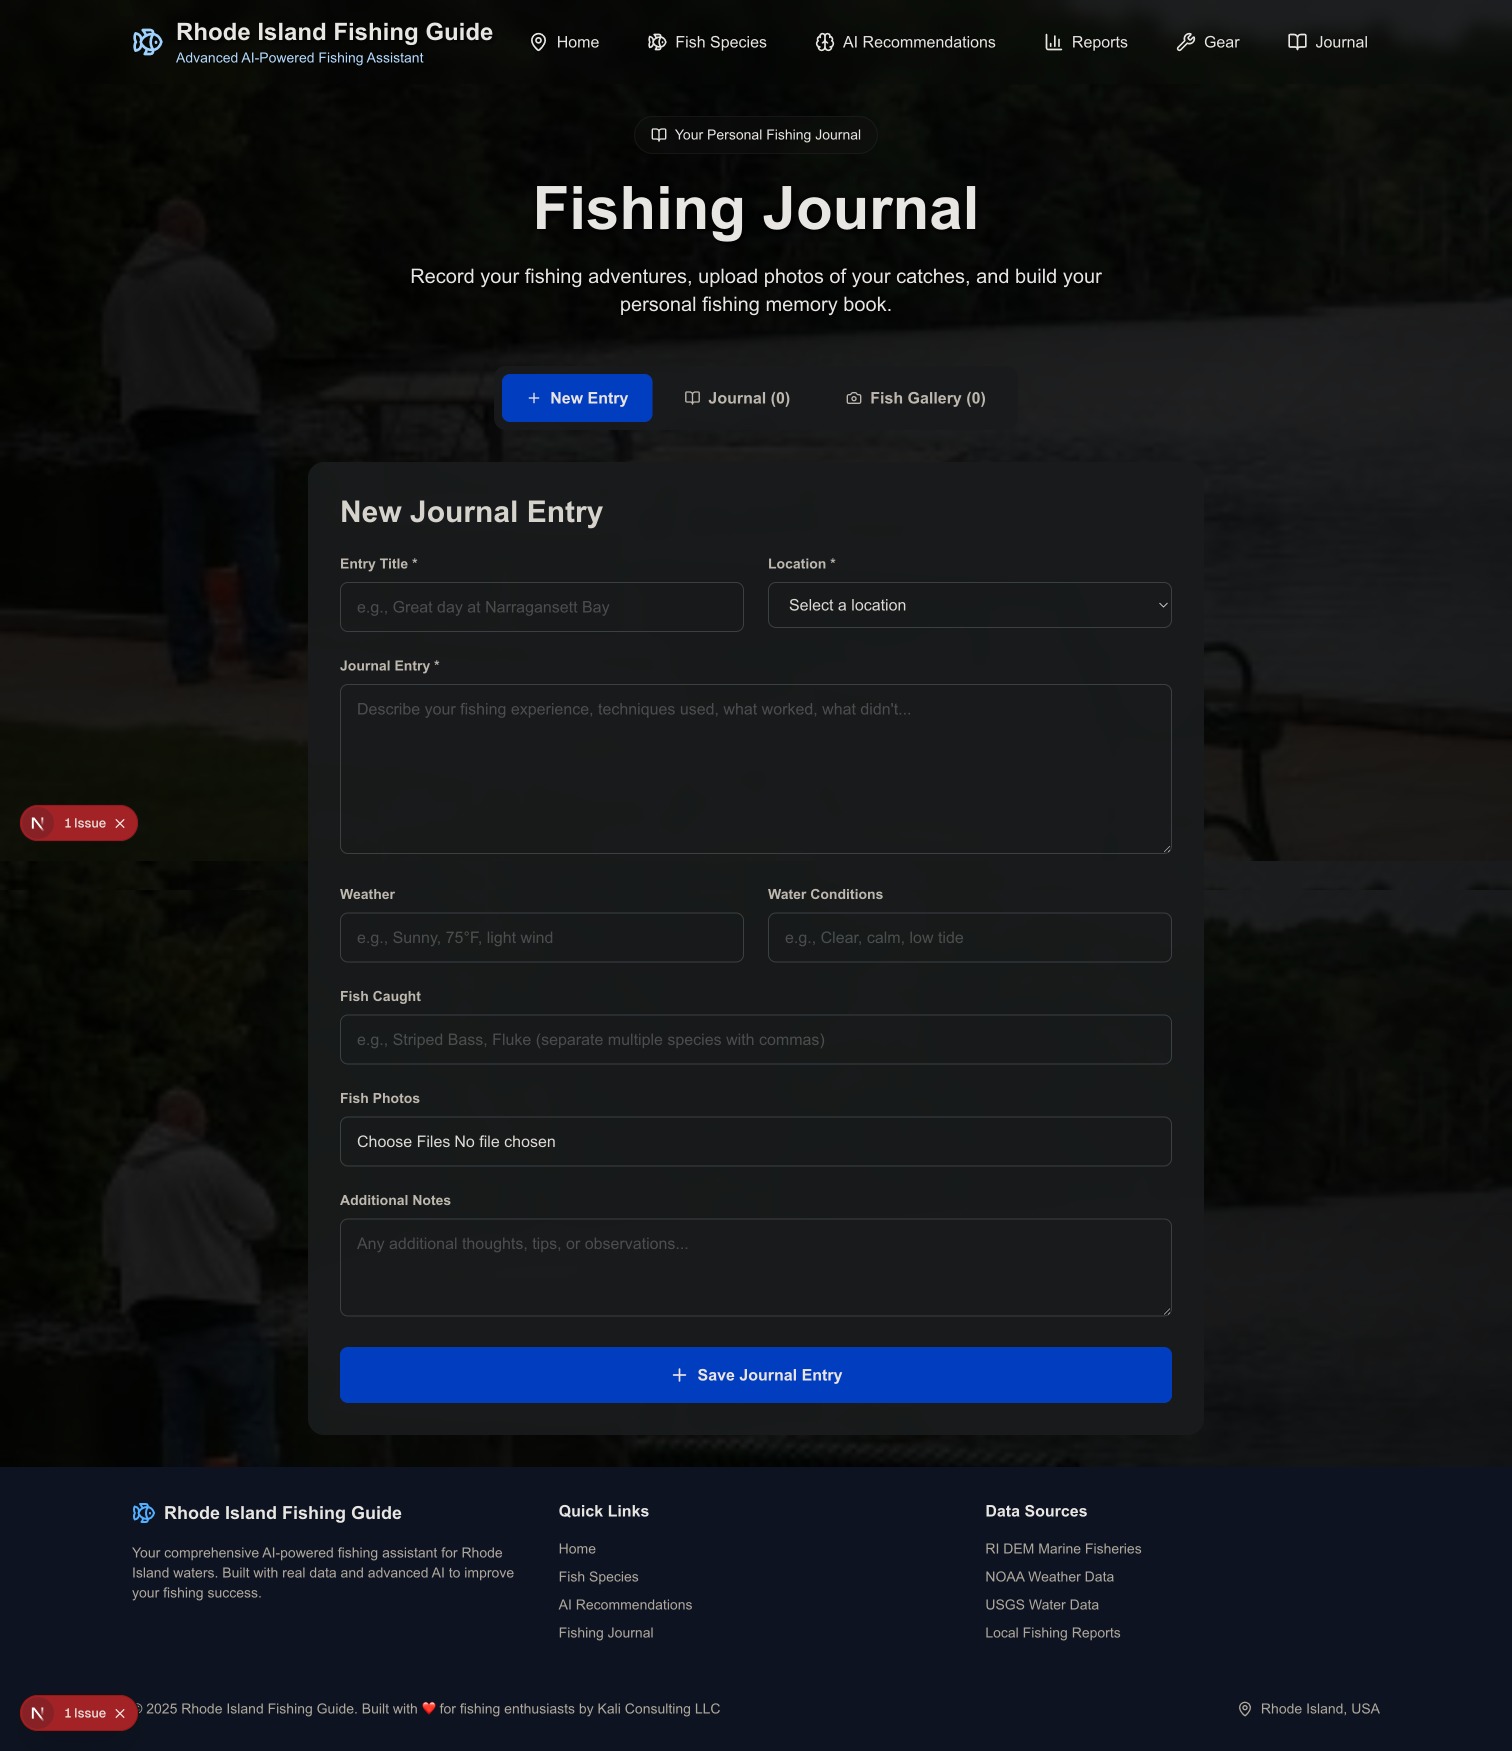 Rhode Island Fishing Guide
Advanced AI-Powered Fishing Assistant
Home
Fish Species
AI Recommendations
Reports
Gear
Journal
Your Personal Fishing Journal
Fishing Journal
Record your fishing adventures, upload photos of your catches, and build your
personal fishing memory book.
New Entry
Journal (0)
Fish Gallery (0)
New Journal Entry
Entry Title *
Location *
e.g., Great day at Narragansett Bay
Select a location
Journal Entry *
Describe your fishing experience, techniques used, what worked, what didn't...
N 1 Issue
Weather
Water Conditions
e.g., Sunny, 75°F, light wind
e.g., Clear, calm, low tide
Fish Caught
e.g., Striped Bass, Fluke (separate multiple species with commas)
Fish Photos
Choose Files No file chosen
Additional Notes
Any additional thoughts, tips, or observations...
Save Journal Entry
Rhode Island Fishing Guide
Your comprehensive AI-powered fishing assistant for Rhode
Island waters. Built with real data and advanced AI to improve
your fishing success.
Quick Links
Home
Fish Species
AI Recommendations
Fishing Journal
Data Sources
RI DEM Marine Fisheries
NOAA Weather Data
USGS Water Data
Local Fishing Reports
N 1 Issue
© 2025 Rhode Island Fishing Guide. Built with ❤️ for fishing enthusiasts by Kali Consulting LLC
Rhode Island, USA